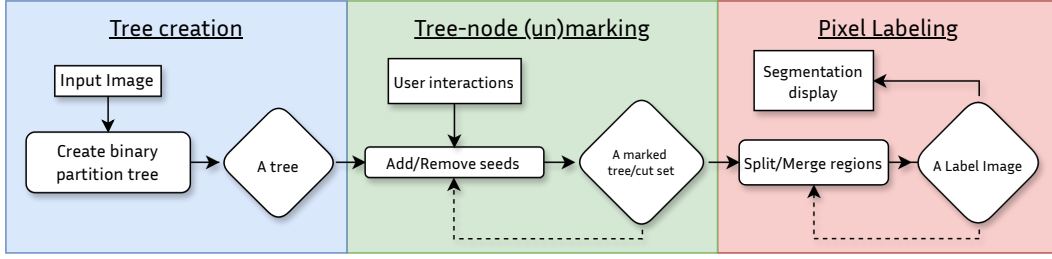 Tree creation
Input Image
Create binary
partition tree
A tree
Tree-node (un)marking
User interactions
Add/Remove seeds
A marked
tree/cut set
Pixel Labeling
Segmentation
display
Split/Merge regions
A Label Image